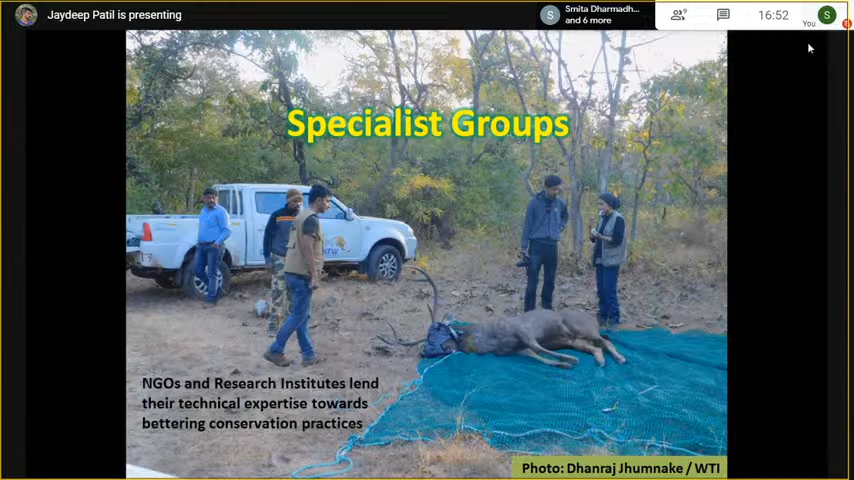 Jaydeep Patil is presenting
S
Smita Dharmadh...
and 6 more
16:52
You
S
Specialist Groups
NGOs and Research Institutes lend
their technical expertise towards
bettering conservation practices
Photo: Dhanraj Jhumnake / WTI